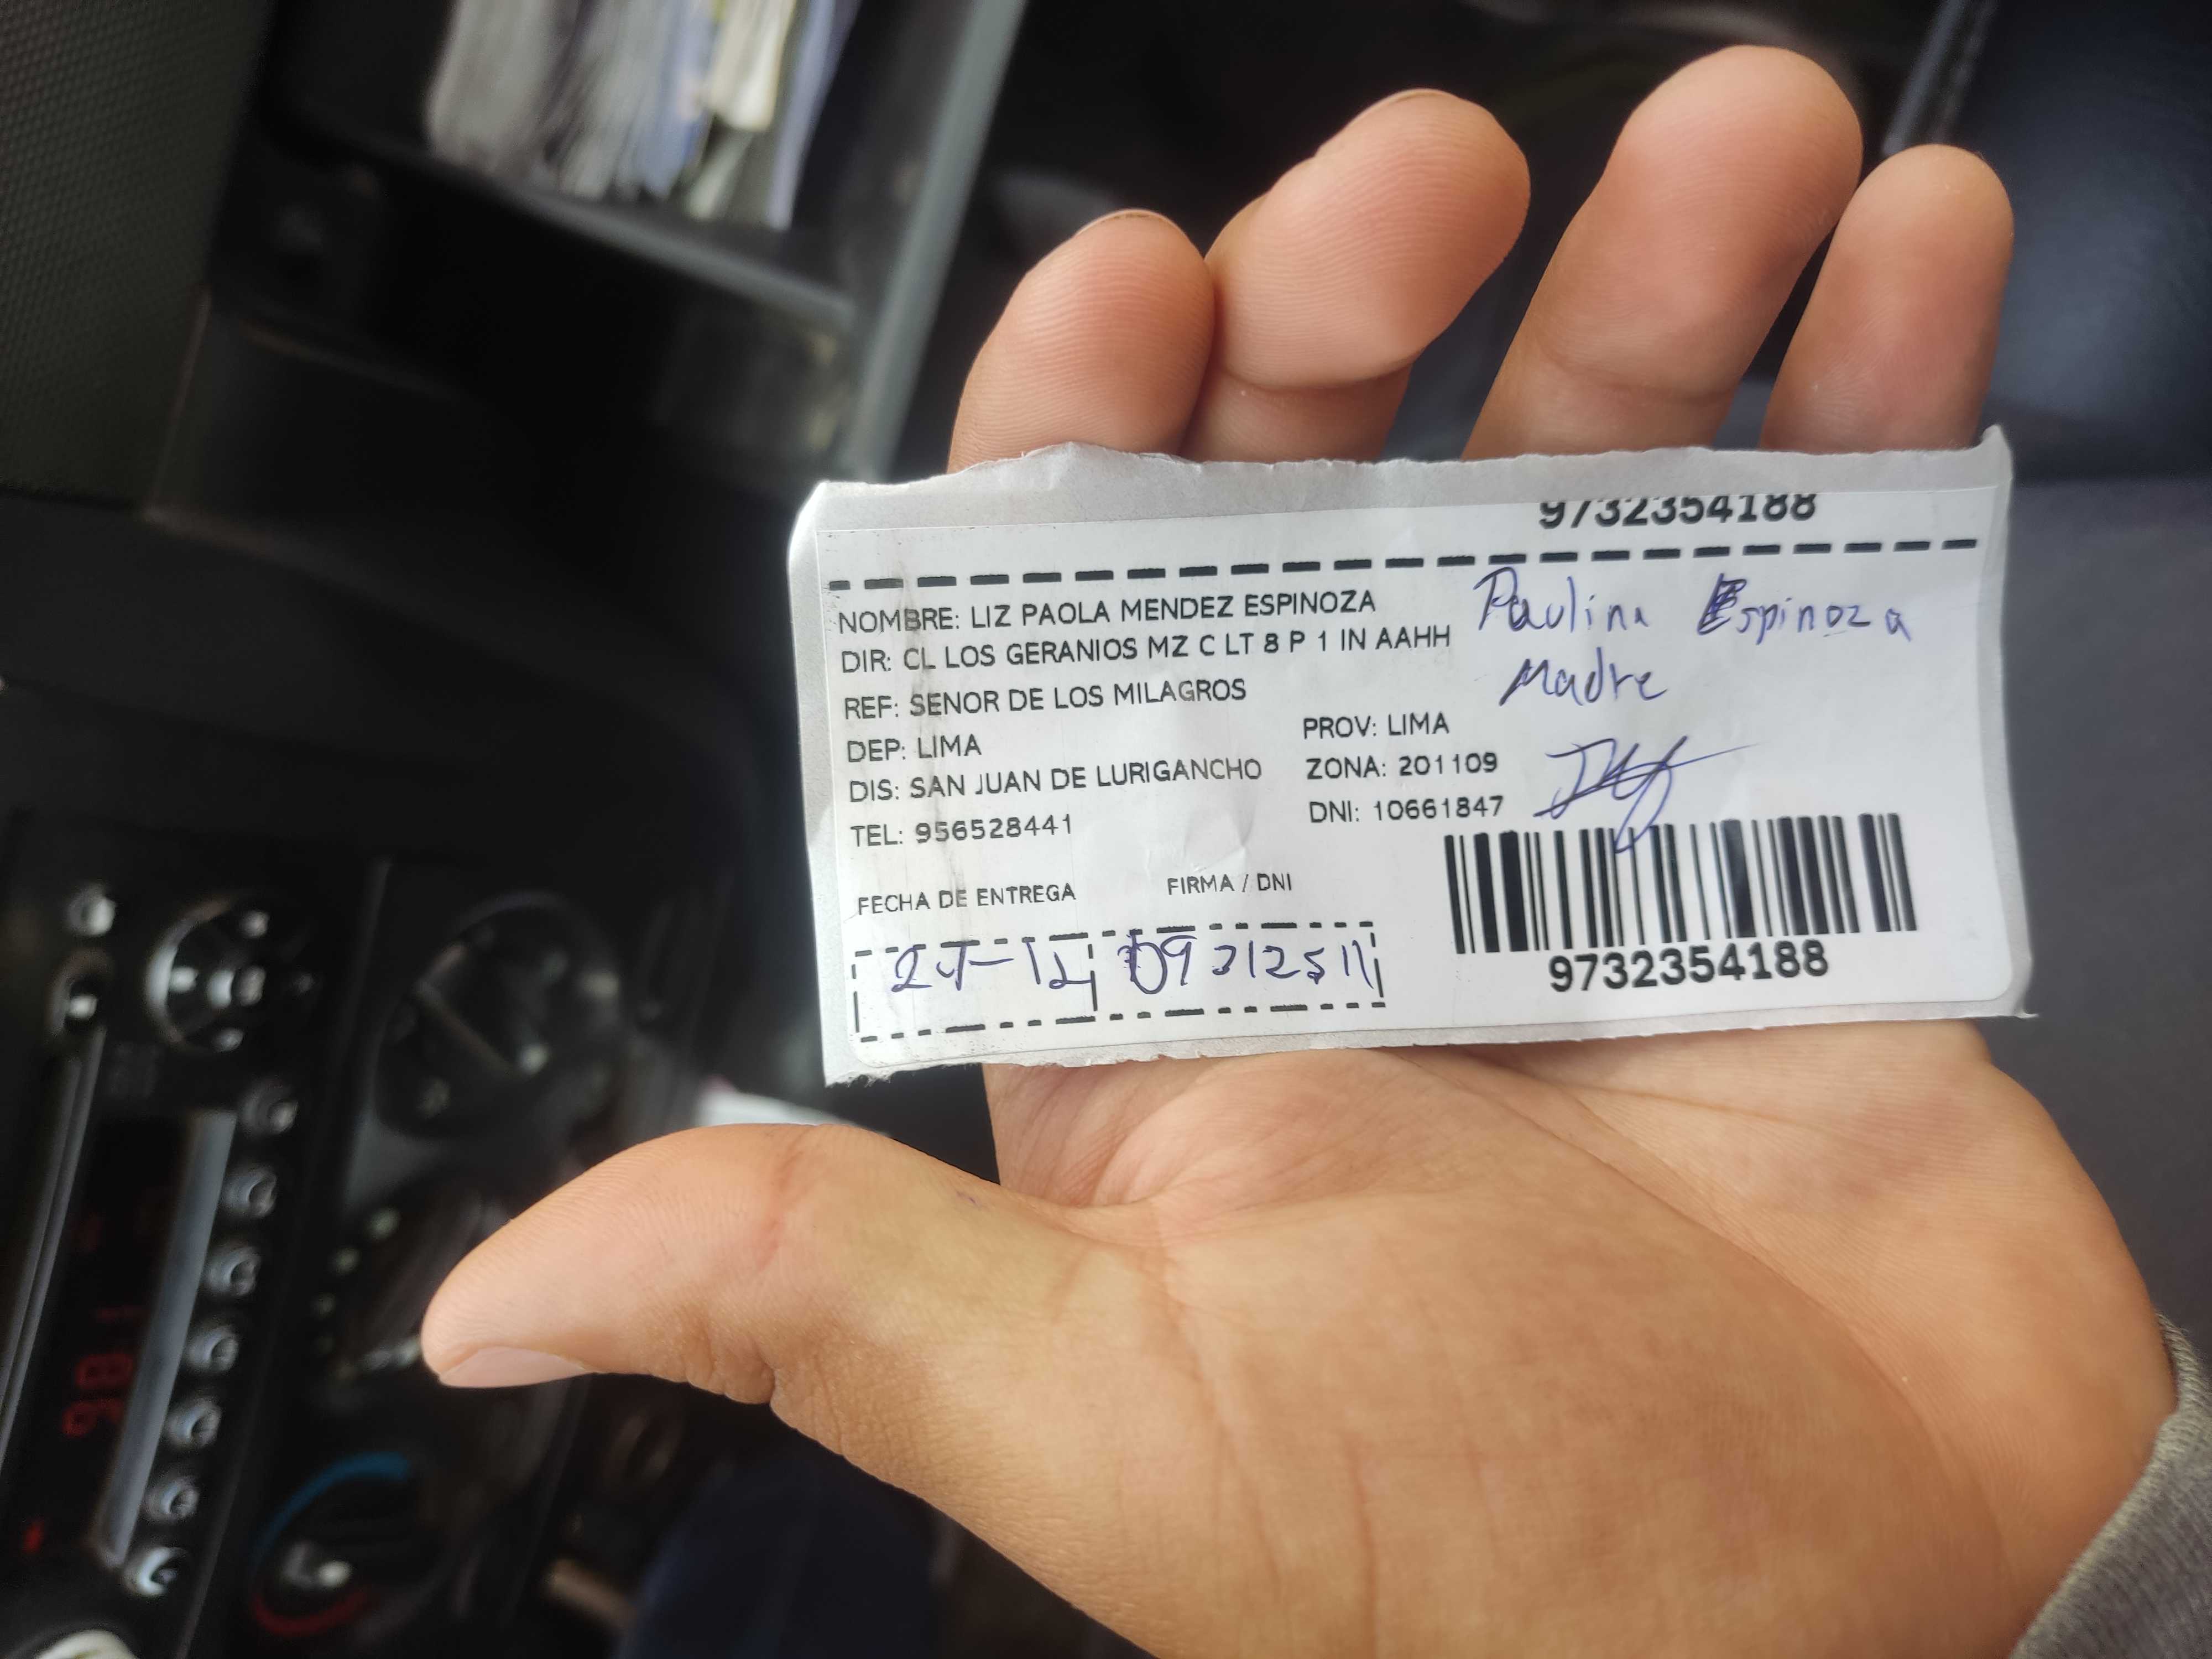 9732354188
NOMBRE: LIZ PAOLA MENDEZ ESPINOZA
Paulina Espinoza
DIR: CL LOS GERANIOS MZ C LT 8 P 1 IN AAHH
Madre
REF: SENOR DE LOS MILAGROS
DEP: LIMA PROV: LIMA
DIS: SAN JUAN DE LURIGANCHO ZONA: 201109
TEL: 956528441 DNI: 10661847
FECHA DE ENTREGA FIRMA / DNI
9732354188